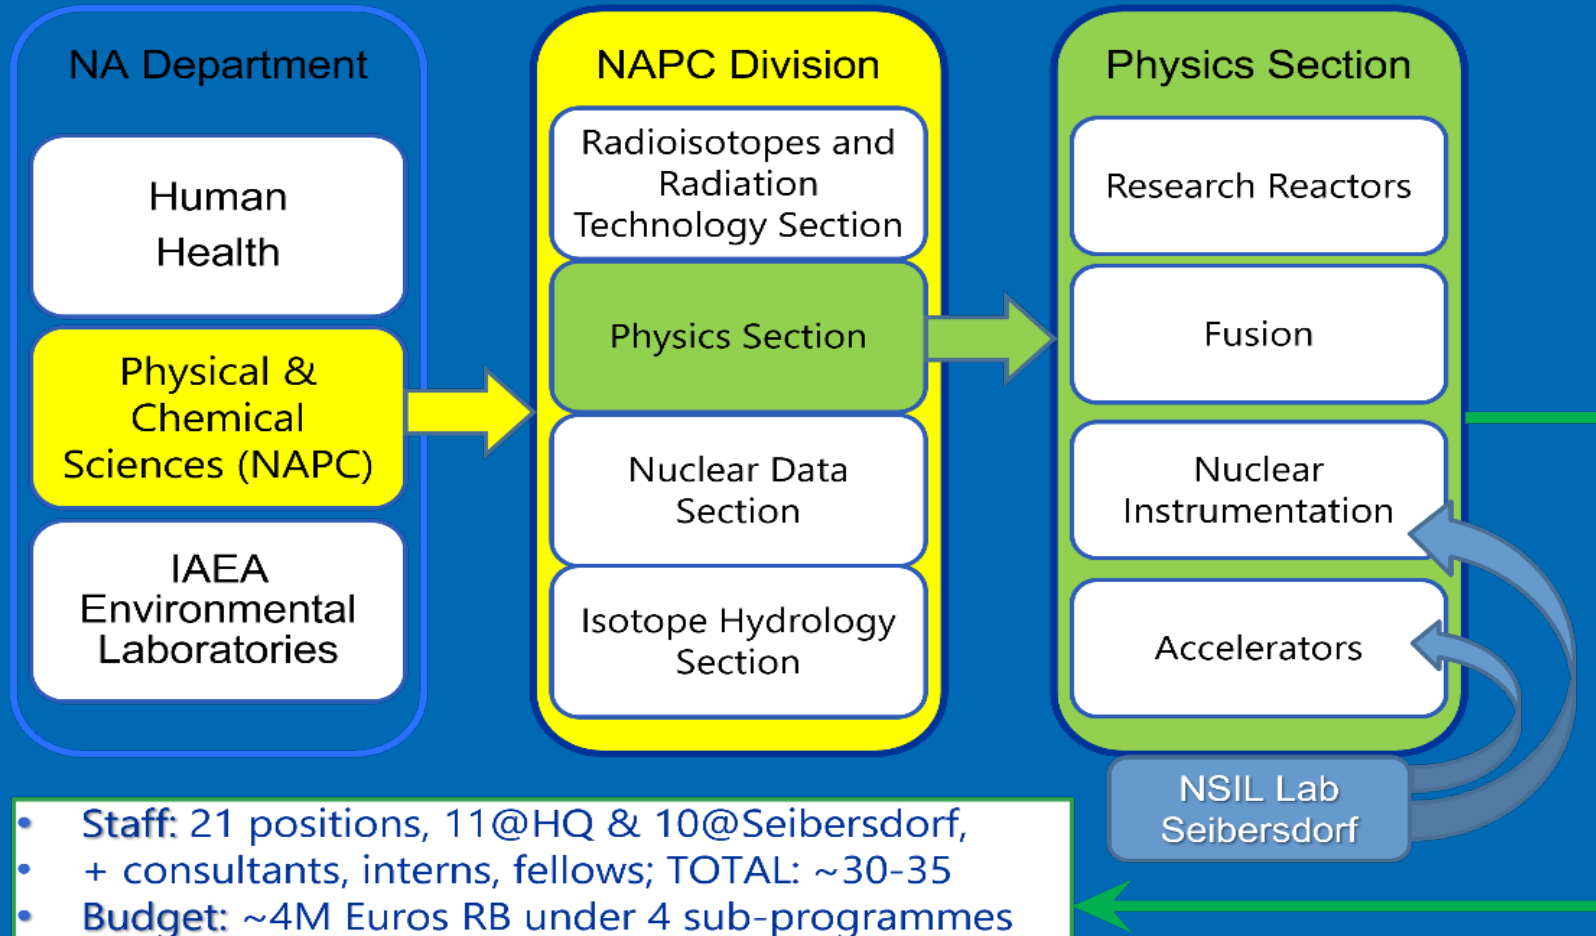 NA Department
Human
Health
Physical &
Chemical
Sciences (NAPC)
IAEA
Environmental
Laboratories
NAPC Division
Radioisotopes and
Radiation
Technology Section
Physics Section
Nuclear Data
Section
Isotope Hydrology
Section
Physics Section
Research Reactors
Fusion
Nuclear
Instrumentation
Accelerators
NSIL Lab
Seibersdorf
• Staff: 21 positions, 11@HQ & 10@Seibersdorf,
• + consultants, interns, fellows; TOTAL: ~30-35
• Budget: ~4M Euros RB under 4 sub-programmes